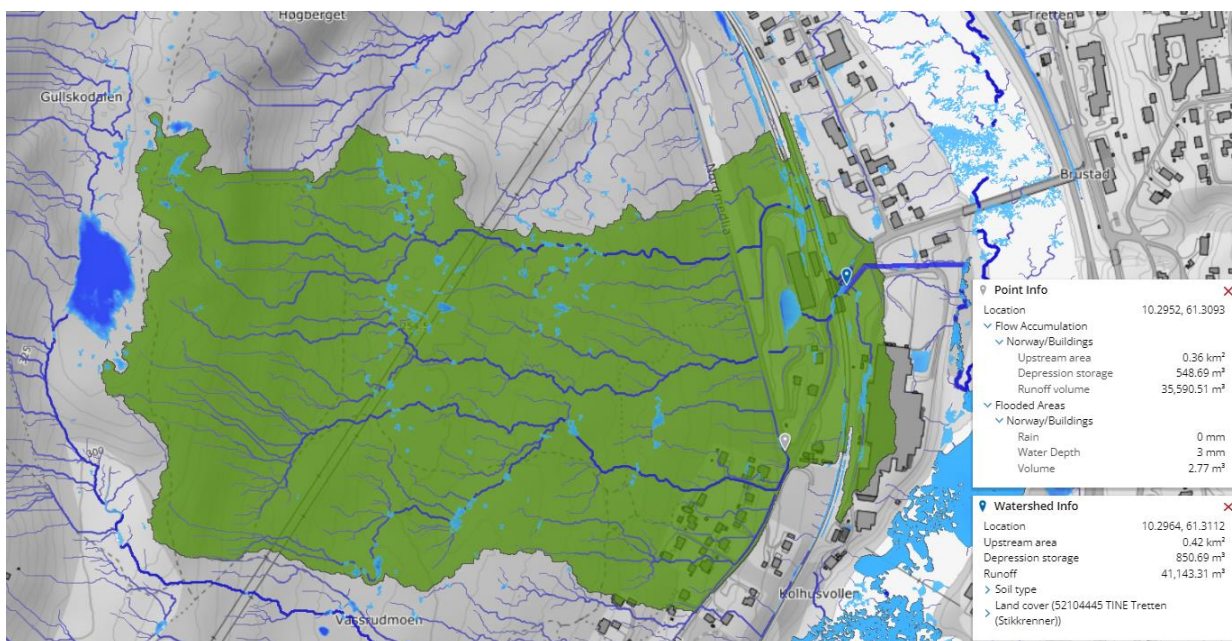 Høgberget
Tretten
Gullskodalen
Brustad
Kolhusvollen
Vassrudmoen
300
Point Info
Location 10.2952, 61.3093
Flow Accumulation
Norway/Buildings
Upstream area 0.36 km²
Depression storage 548.69 m³
Runoff volume 35,590.51 m³
Flooded Areas
Norway/Buildings
Rain 0 mm
Water Depth 3 mm
Volume 2.77 m³
Watershed Info
Location 10.2964, 61.3112
Upstream area 0.42 km²
Depression storage 850.69 m³
Runoff 41,143.31 m³
Soil type
Land cover (52104445 TINE Tretten
(Stikkrenner))